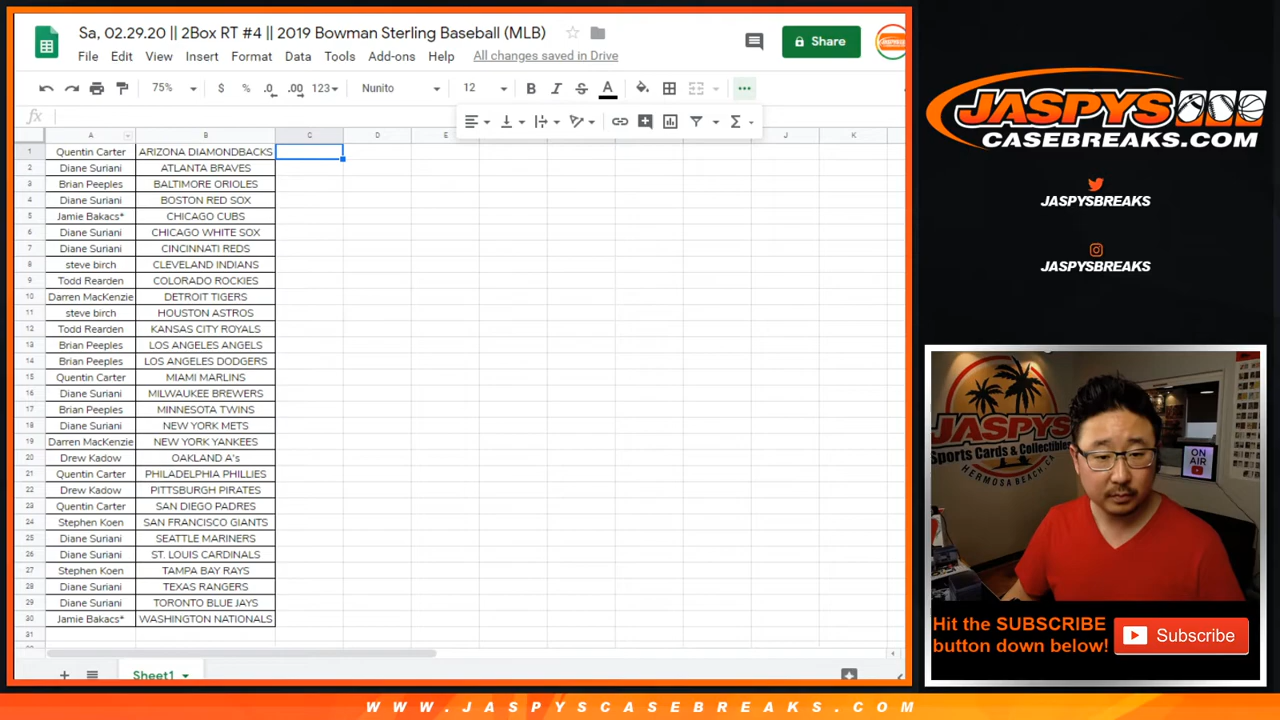 Sa, 02.29.20 || 2Box RT #4 || 2019 Bowman Sterling Baseball (MLB)
File Edit View Insert Format Data Tools Add-ons Help All changes saved in Drive
Share
75% $ % .0 .00 123 Nunito 12 B I S A
fx
A B C D E J K
1 Quentin Carter ARIZONA DIAMONDBACKS
2 Diane Suriani ATLANTA BRAVES
3 Brian Peeples BALTIMORE ORIOLES
4 Diane Suriani BOSTON RED SOX
5 Jamie Bakacs* CHICAGO CUBS
6 Diane Suriani CHICAGO WHITE SOX
7 Diane Suriani CINCINNATI REDS
8 steve birch CLEVELAND INDIANS
9 Todd Rearden COLORADO ROCKIES
10 Darren MacKenzie DETROIT TIGERS
11 steve birch HOUSTON ASTROS
12 Todd Rearden KANSAS CITY ROYALS
13 Brian Peeples LOS ANGELES ANGELS
14 Brian Peeples LOS ANGELES DODGERS
15 Quentin Carter MIAMI MARLINS
16 Diane Suriani MILWAUKEE BREWERS
17 Brian Peeples MINNESOTA TWINS
18 Diane Suriani NEW YORK METS
19 Darren MacKenzie NEW YORK YANKEES
20 Drew Kadow OAKLAND A's
21 Quentin Carter PHILADELPHIA PHILLIES
22 Drew Kadow PITTSBURGH PIRATES
23 Quentin Carter SAN DIEGO PADRES
24 Stephen Koen SAN FRANCISCO GIANTS
25 Diane Suriani SEATTLE MARINERS
26 Diane Suriani ST. LOUIS CARDINALS
27 Stephen Koen TAMPA BAY RAYS
28 Diane Suriani TEXAS RANGERS
29 Diane Suriani TORONTO BLUE JAYS
30 Jamie Bakacs* WASHINGTON NATIONALS
31
Sheet1
JASPYS
CASEBREAKS.COM
JASPYSBREAKS
JASPYSBREAKS
JASPYS
Sports Cards & Collectibles
HERMOSA BEACH, CA
ON AIR
Hit the SUBSCRIBE
button down below!
Subscribe
WWW.JASPYSCASEBREAKS.COM